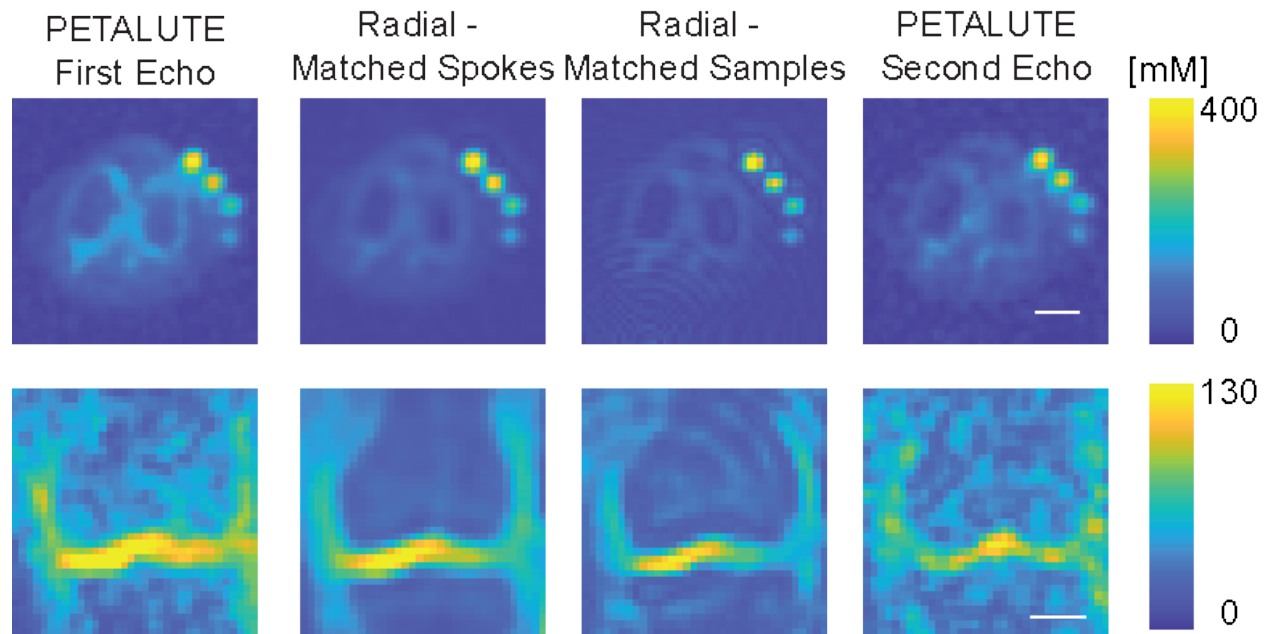 PETALUTE
First Echo
Radial -
Matched Spokes
Radial -
Matched Samples
PETALUTE
Second Echo
[mM]
400
0
130
0